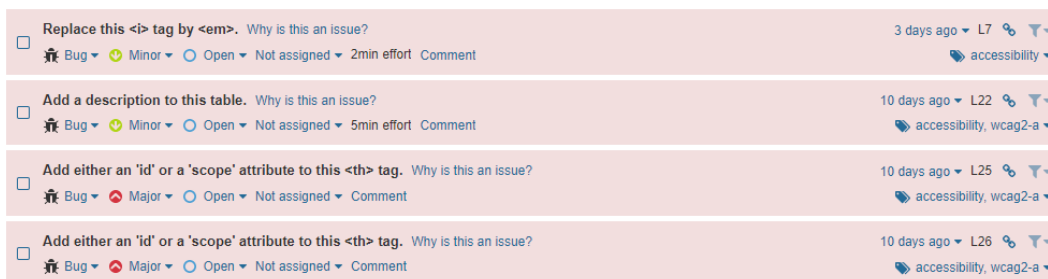 Replace this <i> tag by <em>. Why is this an issue? 3 days ago L7
Bug Minor Open Not assigned 2min effort Comment accessibility
Add a description to this table. Why is this an issue? 10 days ago L22
Bug Minor Open Not assigned 5min effort Comment accessibility, wcag2-a
Add either an 'id' or a 'scope' attribute to this <th> tag. Why is this an issue? 10 days ago L25
Bug Major Open Not assigned Comment accessibility, wcag2-a
Add either an 'id' or a 'scope' attribute to this <th> tag. Why is this an issue? 10 days ago L26
Bug Major Open Not assigned Comment accessibility, wcag2-a